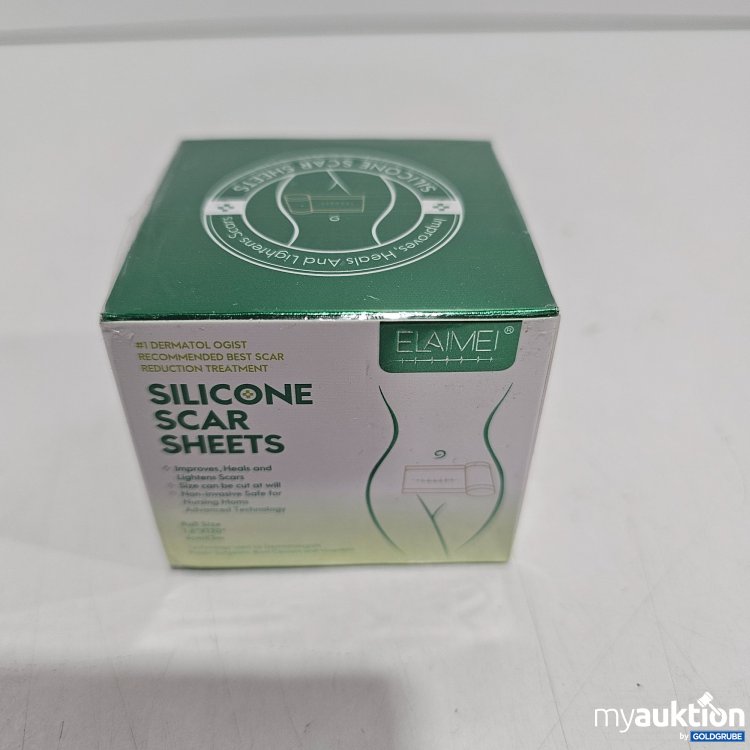 SILICONE SCAR SHEETS
Improves, Heals And Lightens Scars
#1 DERMATOL OGIST
RECOMMENDED BEST SCAR
REDUCTION TREATMENT
ELAIMEI®
SILICONE
SCAR
SHEETS
Improves, Heals and
Lightens Scars
Size can be cut at will
Non-invasive Safe for
Nursing Moms
Advanced Technology
Roll Size
myauktion
by GOLDGRUBE